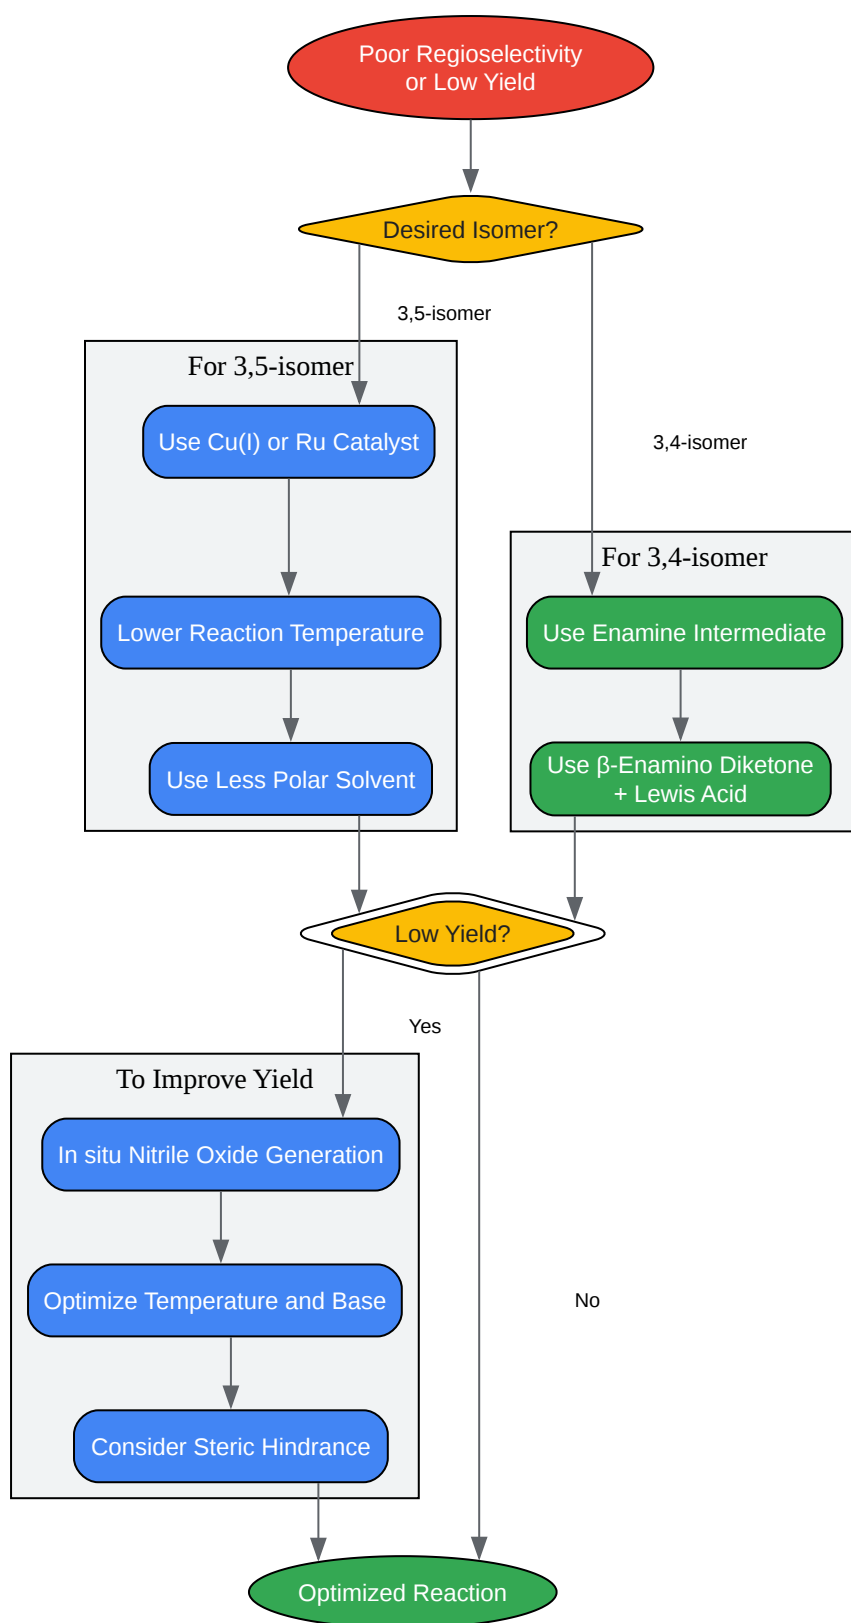 Poor Regioselectivity
or Low Yield
Desired Isomer?
3,5-isomer
For 3,5-isomer
Use Cu(I) or Ru Catalyst
3,4-isomer
For 3,4-isomer
Lower Reaction Temperature
Use Enamine Intermediate
Use Less Polar Solvent
Use β-Enamino Diketone
+ Lewis Acid
Low Yield?
Yes
To Improve Yield
In situ Nitrile Oxide Generation
Optimize Temperature and Base
No
Consider Steric Hindrance
Optimized Reaction